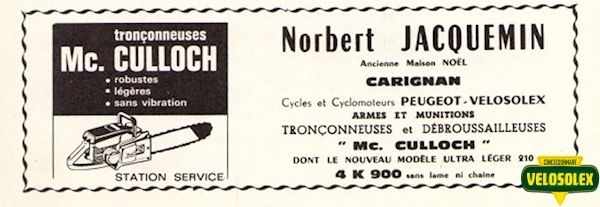 tronçonneuses
Mc. CULLOCH
• robustes
• légères
• sans vibration
STATION SERVICE
Norbert JACQUEMIN
Ancienne Maison NOËL
CARIGNAN
Cycles et Cyclomoteurs PEUGEOT-VELOSOLEX
ARMES ET MUNITIONS
TRONÇONNEUSES et DÉBROUSSAILLEUSES
" Mc. CULLOCH "
DONT LE NOUVEAU MODÈLE ULTRA LÉGER 210
4 K 900 sans lame ni chaine
CONCESSIONNAIRE
VELOSOLEX